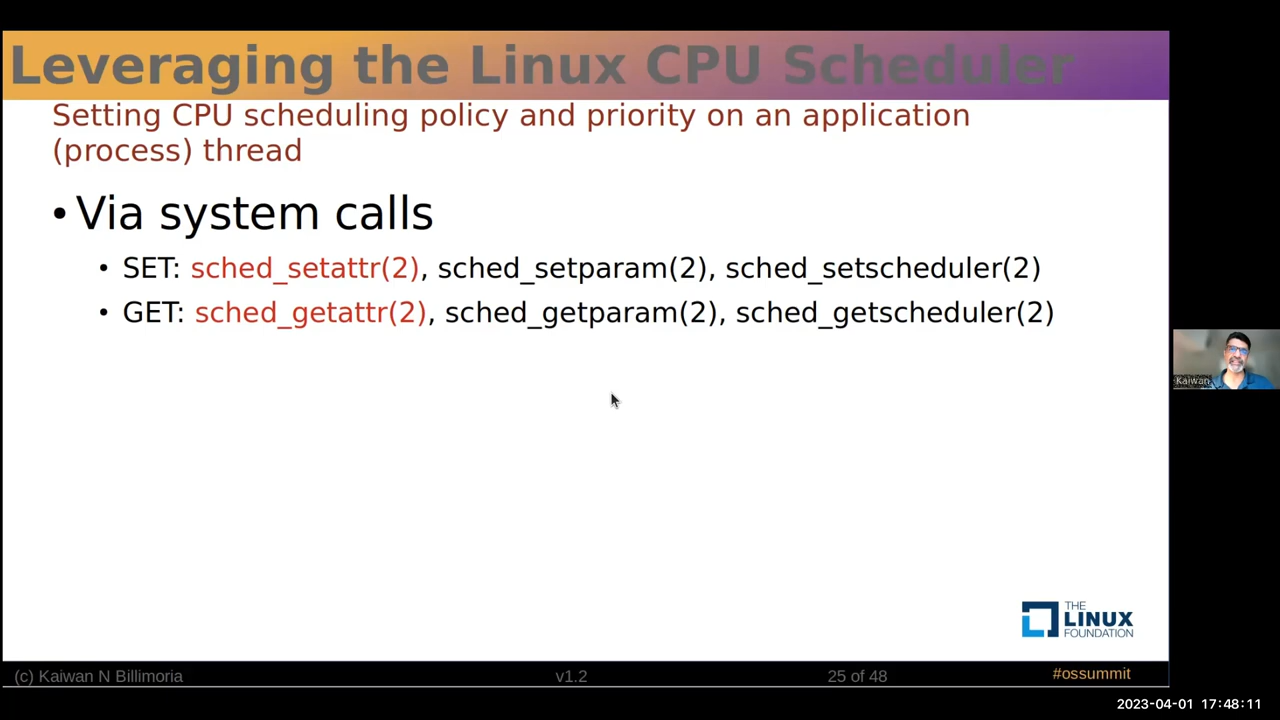 Leveraging the Linux CPU Scheduler
Setting CPU scheduling policy and priority on an application
(process) thread
• Via system calls
• SET: sched_setattr(2), sched_setparam(2), sched_setscheduler(2)
• GET: sched_getattr(2), sched_getparam(2), sched_getscheduler(2)
Kaiwan
THE
LINUX
FOUNDATION
(c) Kaiwan N Billimoria
v1.2
25 of 48
#ossummit
2023-04-01 17:48:11